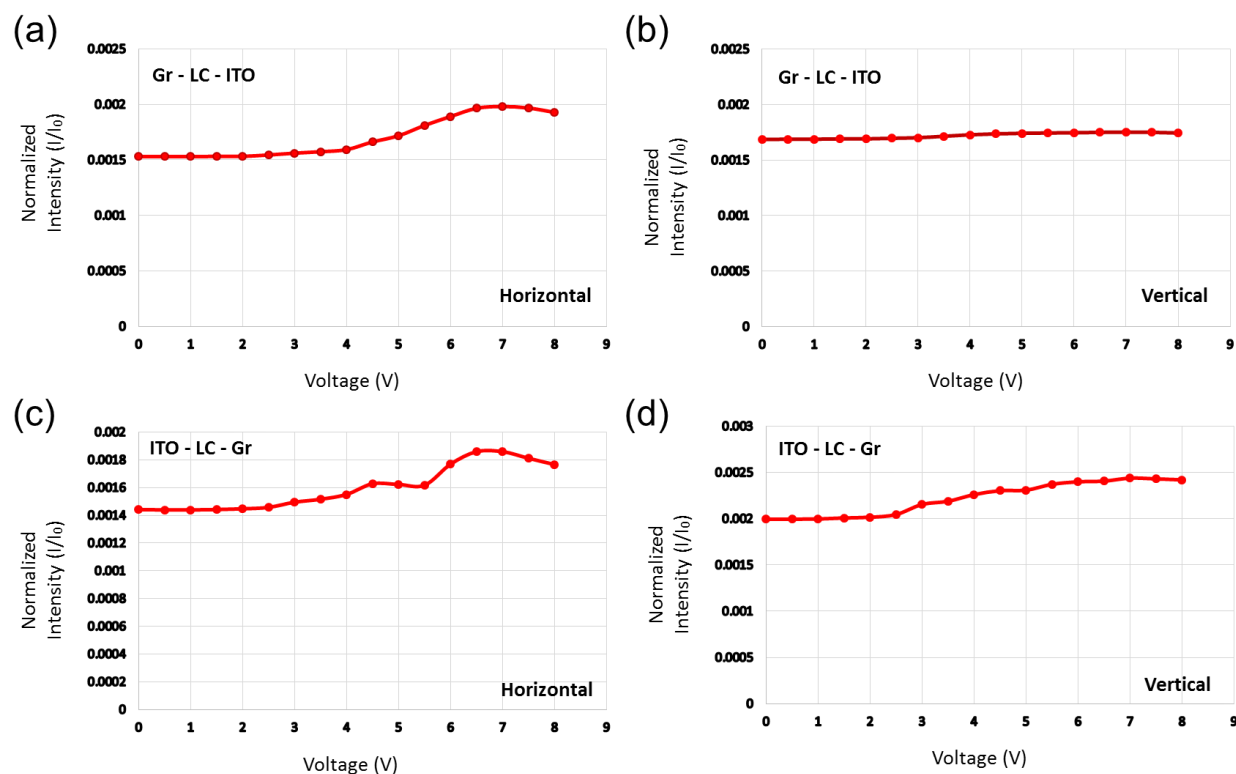 (a)
0.0025
0.002
0.0015
0.001
0.0005
0
Gr - LC - ITO
Normalized
Intensity (I/I₀)
Horizontal
0 1 2 3 4 5 6 7 8 9
Voltage (V)
(b)
0.0025
0.002
0.0015
0.001
0.0005
0
Gr - LC - ITO
Normalized
Intensity (I/I₀)
Vertical
0 1 2 3 4 5 6 7 8 9
Voltage (V)
(c)
0.002
0.0018
0.0016
0.0014
0.0012
0.001
0.0008
0.0006
0.0004
0.0002
0
ITO - LC - Gr
Normalized
Intensity (I/I₀)
Horizontal
0 1 2 3 4 5 6 7 8 9
Voltage (V)
(d)
0.003
0.0025
0.002
0.0015
0.001
0.0005
0
ITO - LC - Gr
Normalized
Intensity (I/I₀)
Vertical
0 1 2 3 4 5 6 7 8 9
Voltage (V)